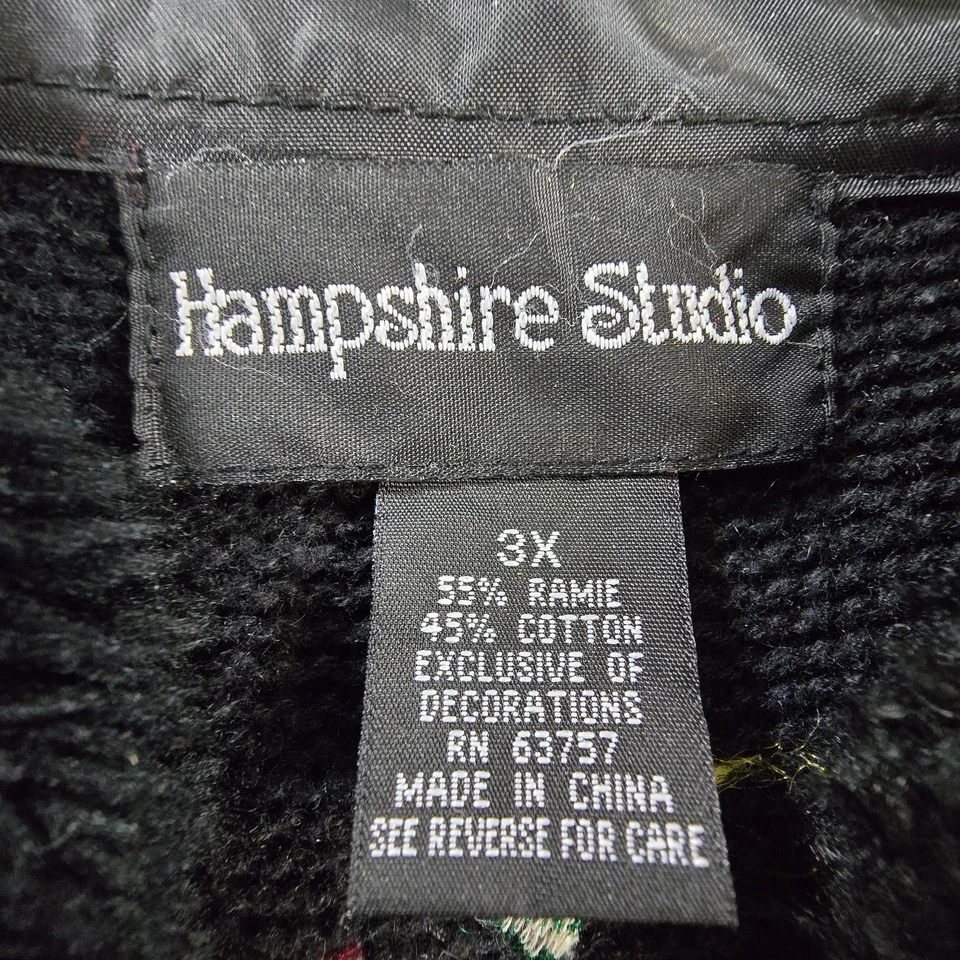 Hampshire Studio
3X
55% RAMIE
45% COTTON
EXCLUSIVE OF
DECORATIONS
RN 63757
MADE IN CHINA
SEE REVERSE FOR CARE